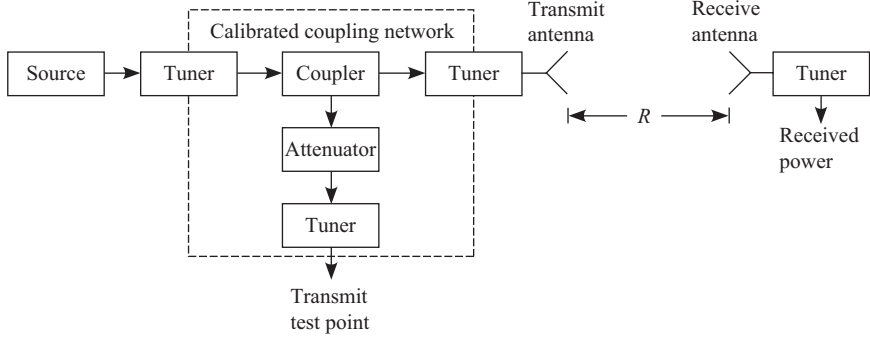 Calibrated coupling network
Transmit
antenna
Receive
antenna
Source
Tuner
Coupler
Tuner
Tuner
R
Attenuator
Received
power
Tuner
Transmit
test point